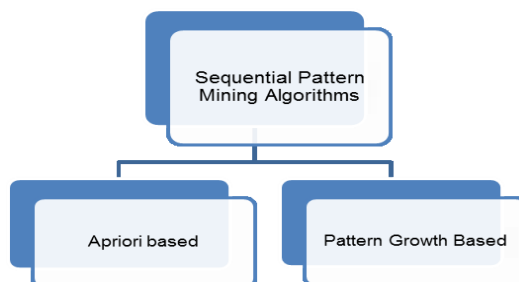 Sequential Pattern
Mining Algorithms
Apriori based
Pattern Growth Based